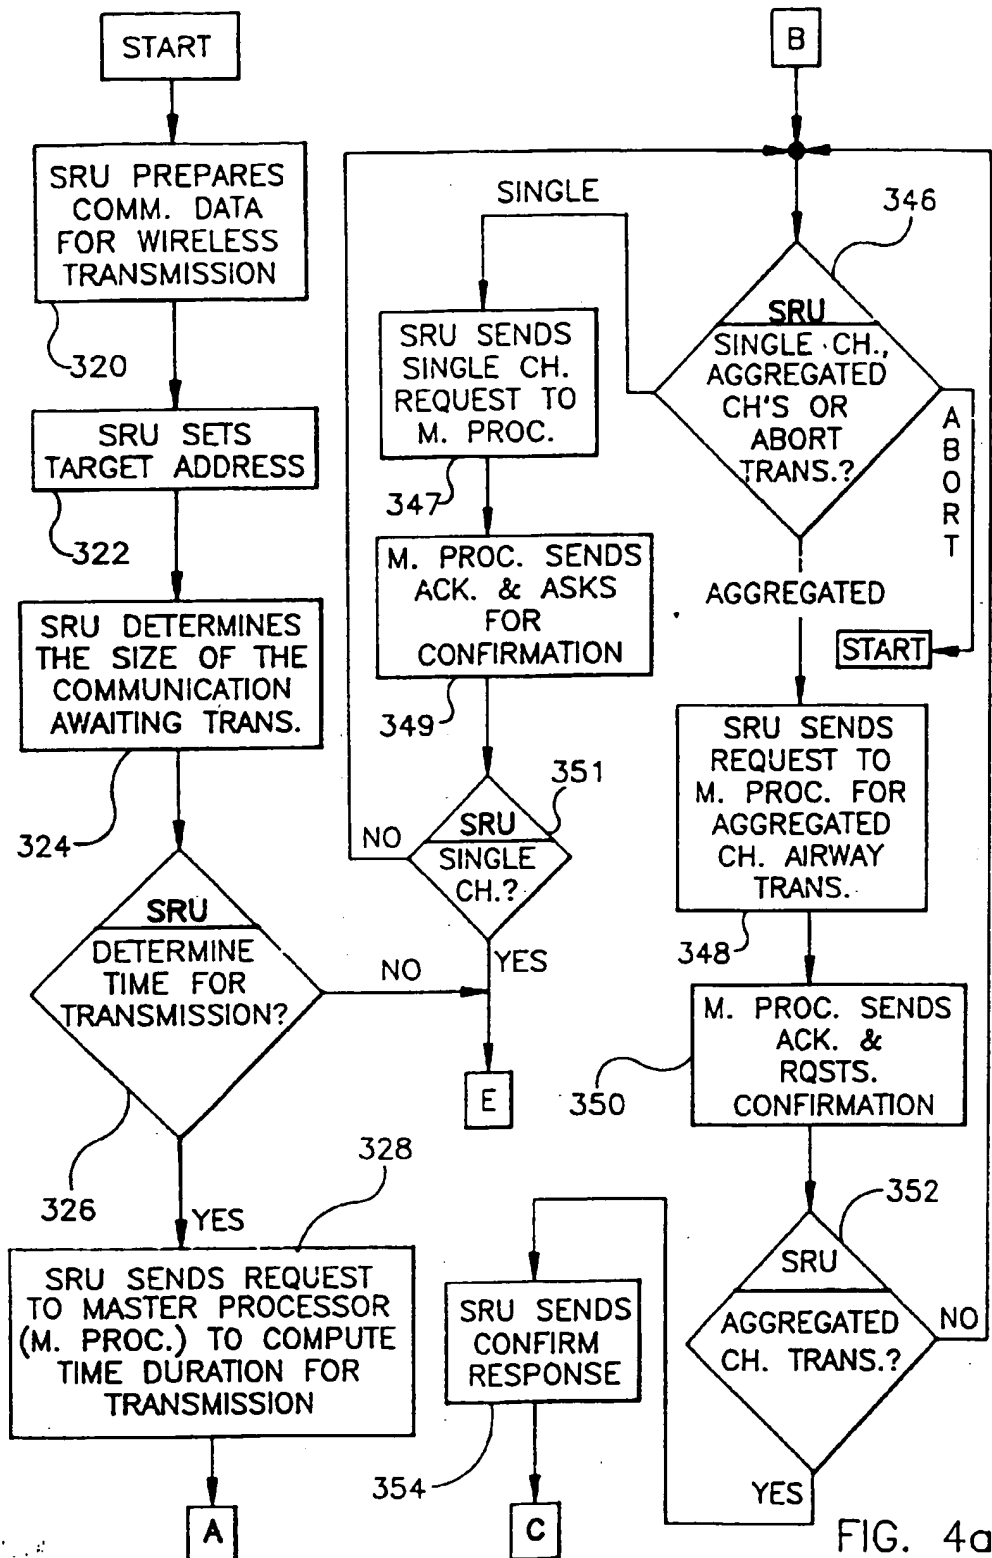 START
SRU PREPARES
COMM. DATA
FOR WIRELESS
TRANSMISSION
320
SRU SETS
TARGET ADDRESS
322
SRU DETERMINES
THE SIZE OF THE
COMMUNICATION
AWAITING TRANS.
324
SRU
DETERMINE
TIME FOR
TRANSMISSION?
326
NO
YES
328
SRU SENDS REQUEST
TO MASTER PROCESSOR
(M. PROC.) TO COMPUTE
TIME DURATION FOR
TRANSMISSION
A
B
346
SRU
SINGLE CH.,
AGGREGATED
CH'S OR
ABORT
TRANS.?
SINGLE
SRU SENDS
SINGLE CH.
REQUEST TO
M. PROC.
347
M. PROC. SENDS
ACK. & ASKS
FOR
CONFIRMATION
349
351
SRU
SINGLE
CH.?
NO
YES
E
ABORT
START
AGGREGATED
SRU SENDS
REQUEST TO
M. PROC. FOR
AGGREGATED
CH. AIRWAY
TRANS.
348
M. PROC. SENDS
ACK. &
RQSTS.
CONFIRMATION
350
352
SRU
AGGREGATED
CH. TRANS.?
NO
YES
SRU SENDS
CONFIRM
RESPONSE
354
C
FIG. 4a